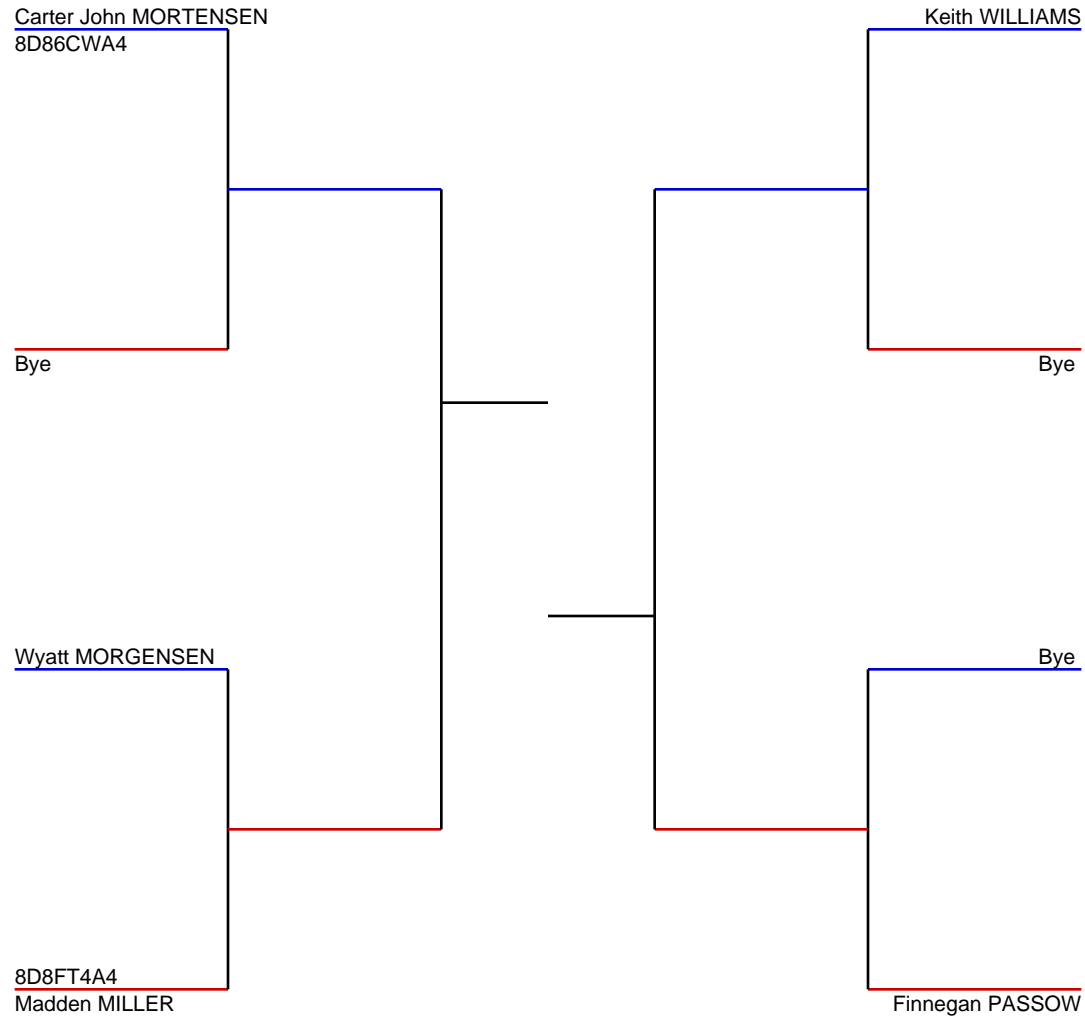 Carter John MORTENSEN
8D86CWA4
Bye
Wyatt MORGENSEN
8D8FT4A4
Madden MILLER
Keith WILLIAMS
Bye
Bye
Finnegan PASSOW